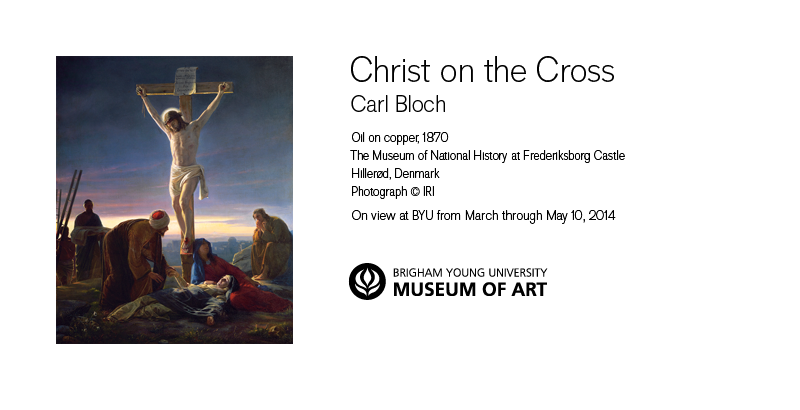 Christ on the Cross
Carl Bloch
Oil on copper, 1870
The Museum of National History at Frederiksborg Castle
Hillerød, Denmark
Photograph © IRI
On view at BYU from March through May 10, 2014
BRIGHAM YOUNG UNIVERSITY
MUSEUM OF ART